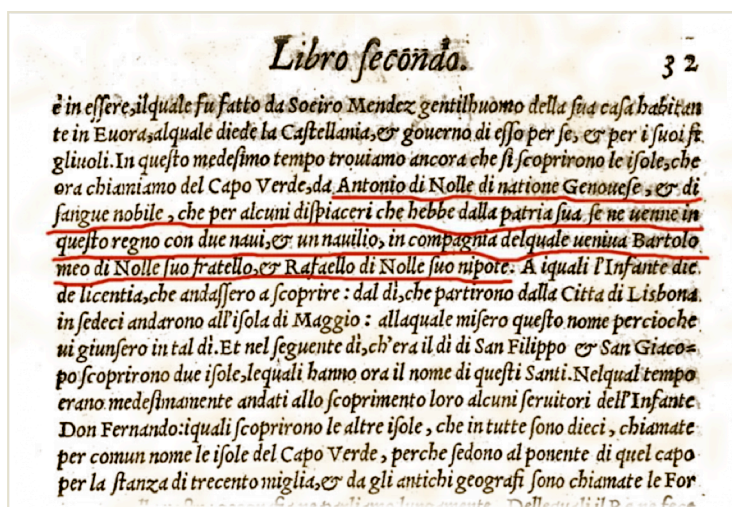 Libro secōndo. 32
è in essere, ilquale fu fatto da Soeiro Mendez gentilhuomo della sua casa habitan
te in Euora, alquale diede la Castellania, & gouerno di esso per se, & per i suoi fi
gliuoli. In questo medesimo tempo trouiamo ancora che si scoprirono le isole, che
ora chiamiamo del Capo Verde, da Antonio di Nolle di natione Genouese, & di
sangue nobile, che per alcuni dispiaceri che hebbe dalla patria sua se ne uenne in
questo regno con due naui, & un nauilio, in compagnia delquale ueniua Bartolo
meo di Nolle suo fratello, & Rafaello di Nolle suo nipote. A iquali l'Infante die
de licentia, che andassero a scoprire: dal dì, che partirono dalla Citta di Lisbona
in sedeci andarono all'isola di Maggio: allaquale misero questo nome percioche
ui giunsero in tal dì. Et nel seguente dì, ch'era il dì di San Filippo & San Giaco=
po scoprirono due isole, lequali hanno ora il nome di questi Santi. Nelqual tempo
erano medesimamente andati allo scoprimento loro alcuni seruitori dell'Infante
Don Fernando: iquali scoprirono le altre isole, che in tutte sono dieci, chiamate
per comun nome le isole del Capo Verde, perche sedono al ponente di quel capo
per la stanza di trecento miglia, & da gli antichi geografi sono chiamate le For